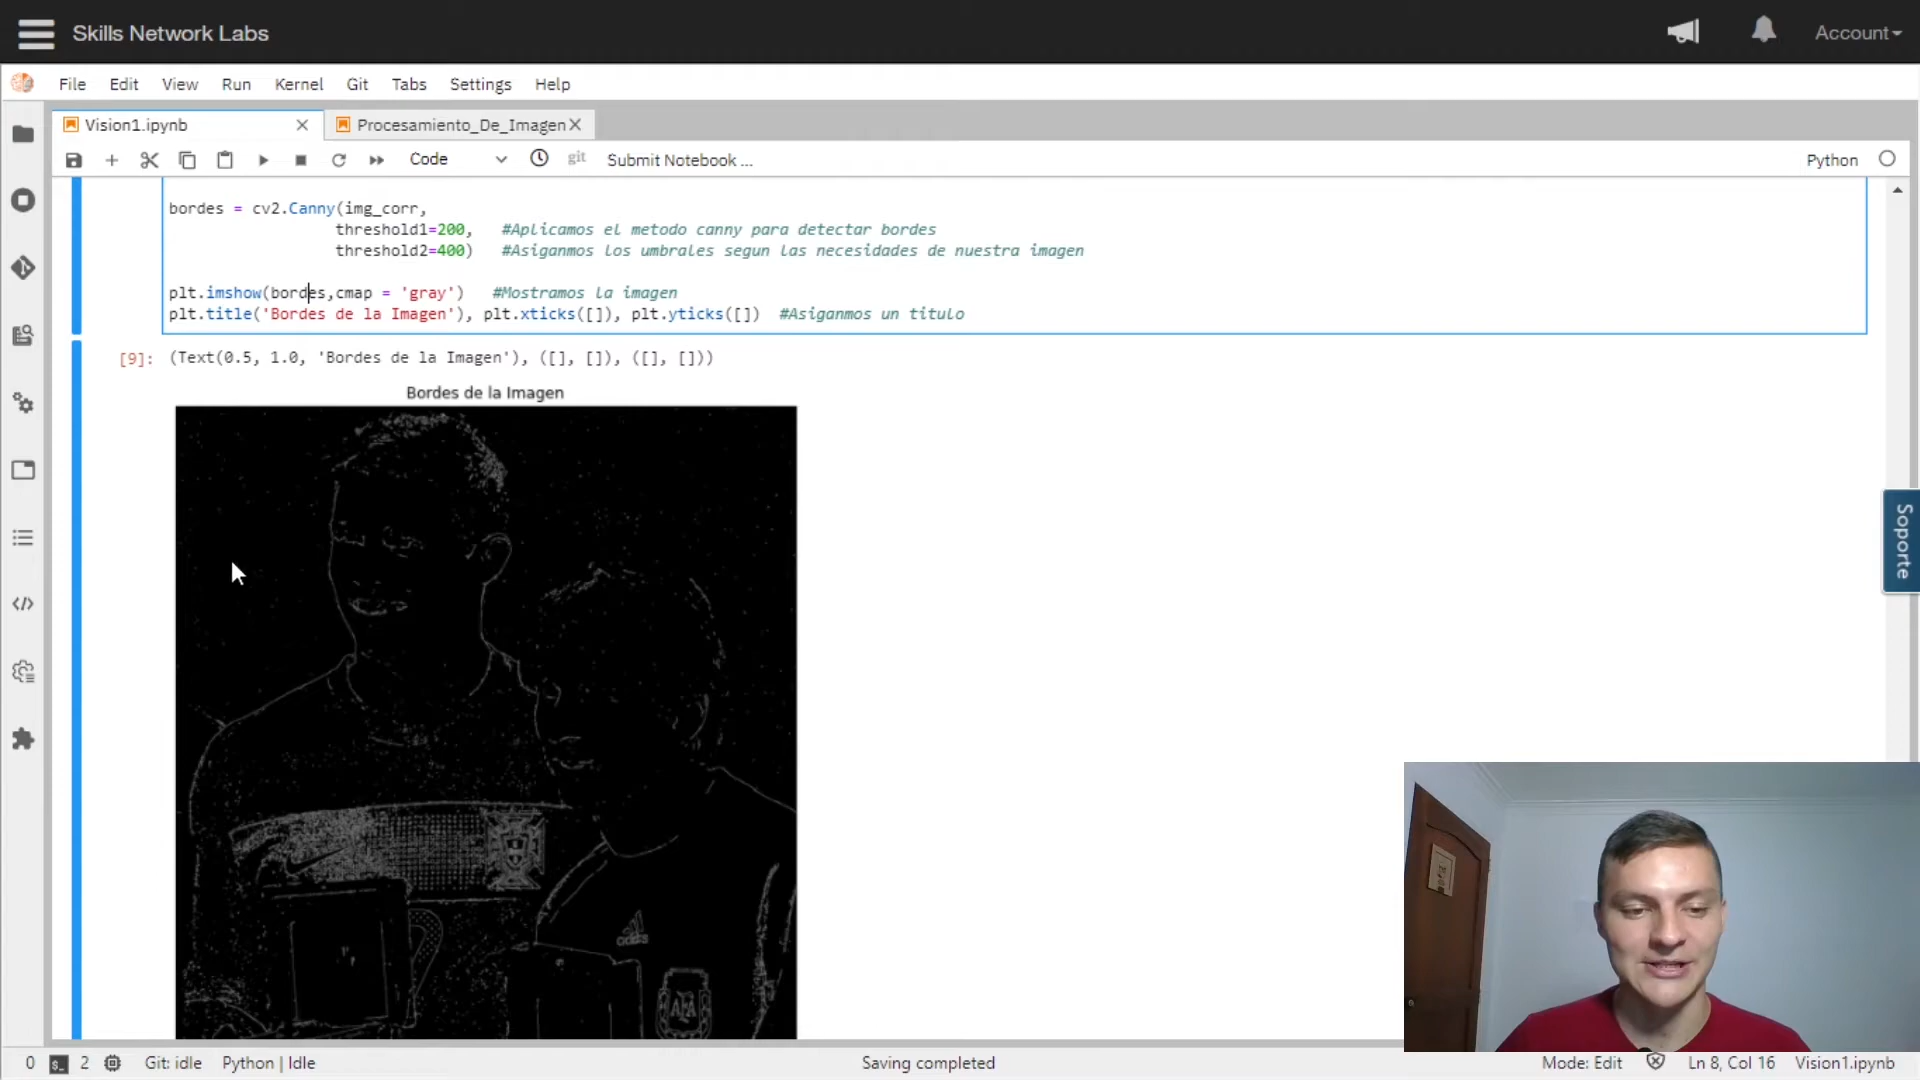 Skills Network Labs
Account
File Edit View Run Kernel Git Tabs Settings Help
Vision1.ipynb
Procesamiento_De_Imagen
Code
git
Submit Notebook ...
Python
bordes = cv2.Canny(img_corr,
threshold1=200, #Aplicamos el metodo canny para detectar bordes
threshold2=400) #Asiganmos los umbrales segun las necesidades de nuestra imagen
plt.imshow(bordes,cmap = 'gray') #Mostramos la imagen
plt.title('Bordes de la Imagen'), plt.xticks([]), plt.yticks([]) #Asiganmos un titulo
[9]: (Text(0.5, 1.0, 'Bordes de la Imagen'), ([], []), ([], []))
Bordes de la Imagen
adidas
AFA
Soporte
0 $_ 2 Git: idle Python | Idle Saving completed Mode: Edit Ln 8, Col 16 Vision1.ipynb